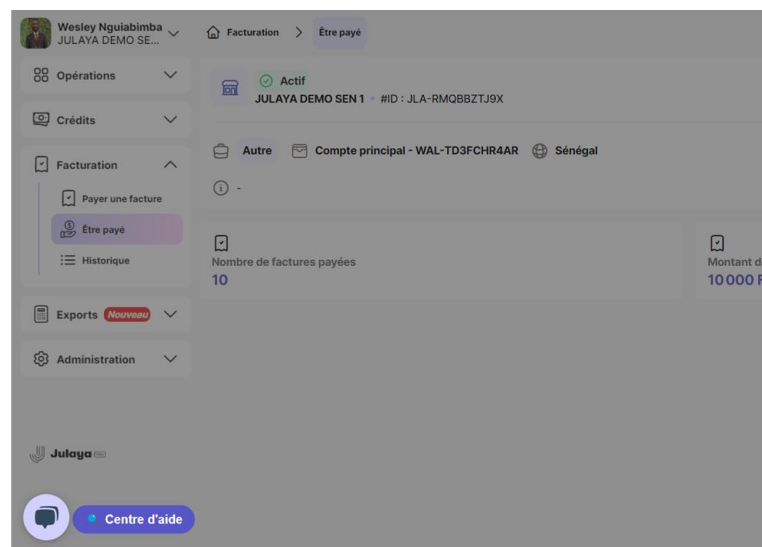 Wesley Nguiabimba
JULAYA DEMO SE...
Facturation > Être payé
Opérations
Crédits
Facturation
Payer une facture
Être payé
Historique
Exports Nouveau
Administration
Julaya
Centre d'aide
Actif
JULAYA DEMO SEN 1 • #ID : JLA-RMQBBZTJ9X
Autre Compte principal - WAL-TD3FCHR4AR Sénégal
-
Nombre de factures payées
10
Montant d
10 000 F